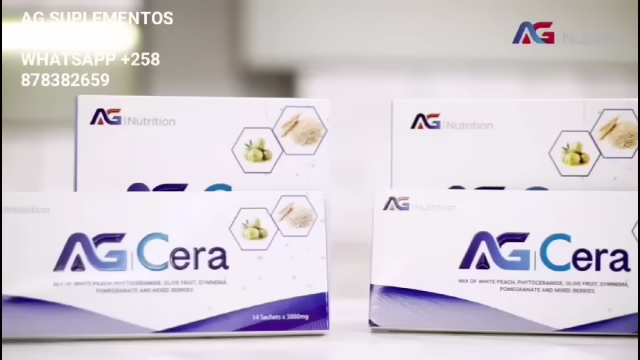 AG SUPLEMENTOS
WHATSAPP +258
878382659
AG Nutrition
AG Nutrition
AG Nutrition
Nutrition
AG Cera
MIX OF WHITE PEACH, PHYTOCERAMIDE, OLIVE FRUIT, GYMNEMA,
POMEGRANATE AND MIXED BERRIES
14 Sachets x 3000mg
AG Nutrition
AG Cera
MIX OF WHITE PEACH, PHYTOCERAMIDE, OLIVE FRUIT, GYMNEMA,
POMEGRANATE AND MIXED BERRIES